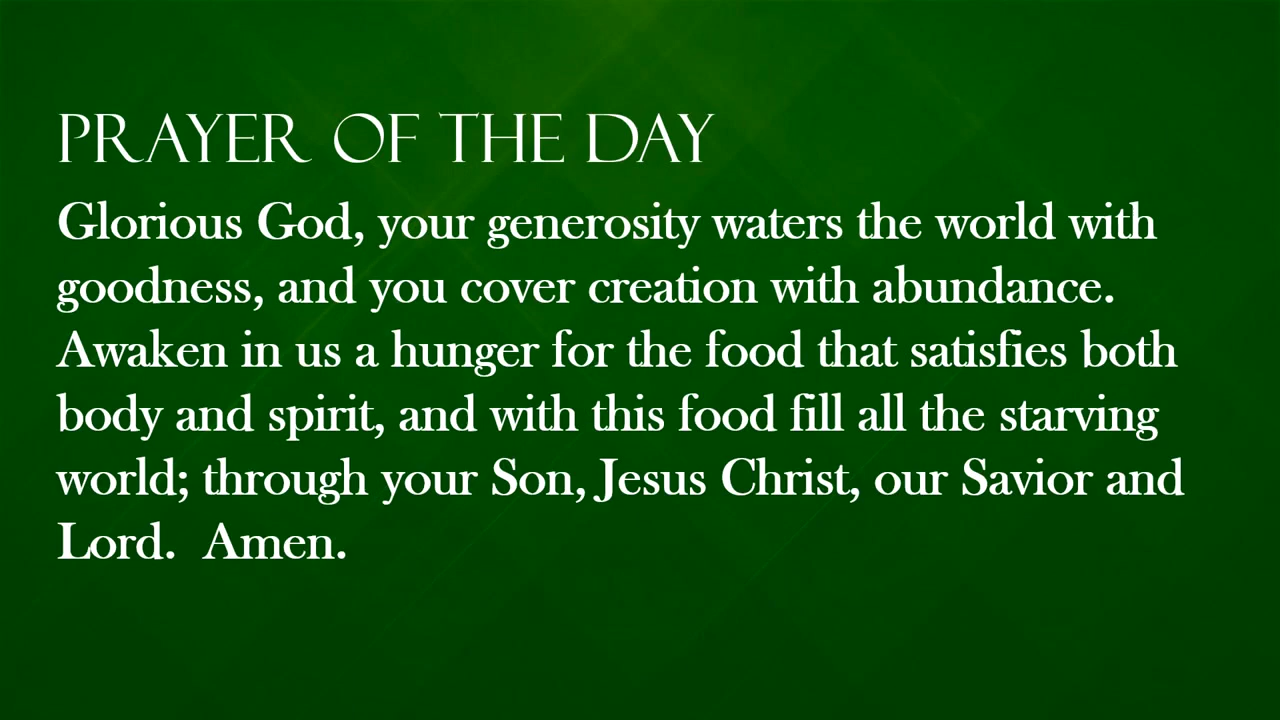 PRAYER OF THE DAY
Glorious God, your generosity waters the world with
goodness, and you cover creation with abundance.
Awaken in us a hunger for the food that satisfies both
body and spirit, and with this food fill all the starving
world; through your Son, Jesus Christ, our Savior and
Lord.  Amen.